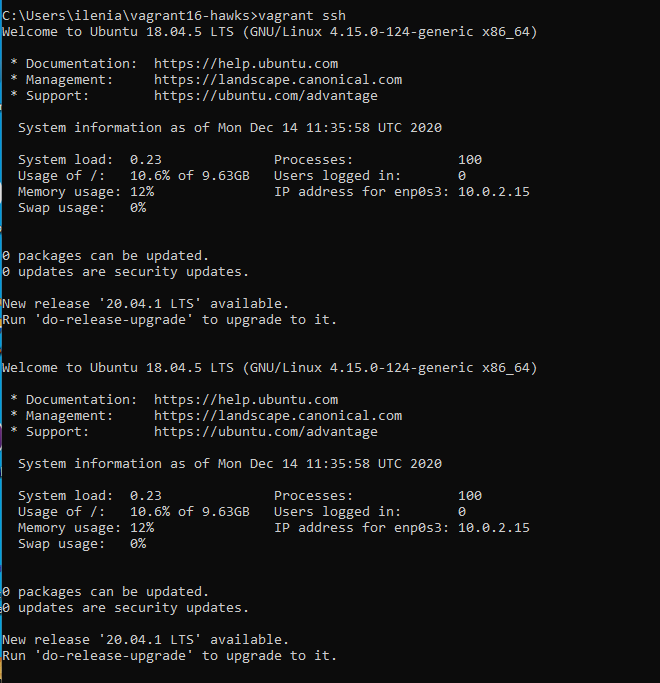 C:\Users\ilenia\vagrant16-hawks>vagrant ssh
Welcome to Ubuntu 18.04.5 LTS (GNU/Linux 4.15.0-124-generic x86_64)
* Documentation:  https://help.ubuntu.com
* Management:     https://landscape.canonical.com
* Support:        https://ubuntu.com/advantage
System information as of Mon Dec 14 11:35:58 UTC 2020
System load:  0.23              Processes:             100
Usage of /:   10.6% of 9.63GB   Users logged in:       0
Memory usage: 12%               IP address for enp0s3: 10.0.2.15
Swap usage:   0%
0 packages can be updated.
0 updates are security updates.
New release '20.04.1 LTS' available.
Run 'do-release-upgrade' to upgrade to it.
Welcome to Ubuntu 18.04.5 LTS (GNU/Linux 4.15.0-124-generic x86_64)
* Documentation:  https://help.ubuntu.com
* Management:     https://landscape.canonical.com
* Support:        https://ubuntu.com/advantage
System information as of Mon Dec 14 11:35:58 UTC 2020
System load:  0.23              Processes:             100
Usage of /:   10.6% of 9.63GB   Users logged in:       0
Memory usage: 12%               IP address for enp0s3: 10.0.2.15
Swap usage:   0%
0 packages can be updated.
0 updates are security updates.
New release '20.04.1 LTS' available.
Run 'do-release-upgrade' to upgrade to it.